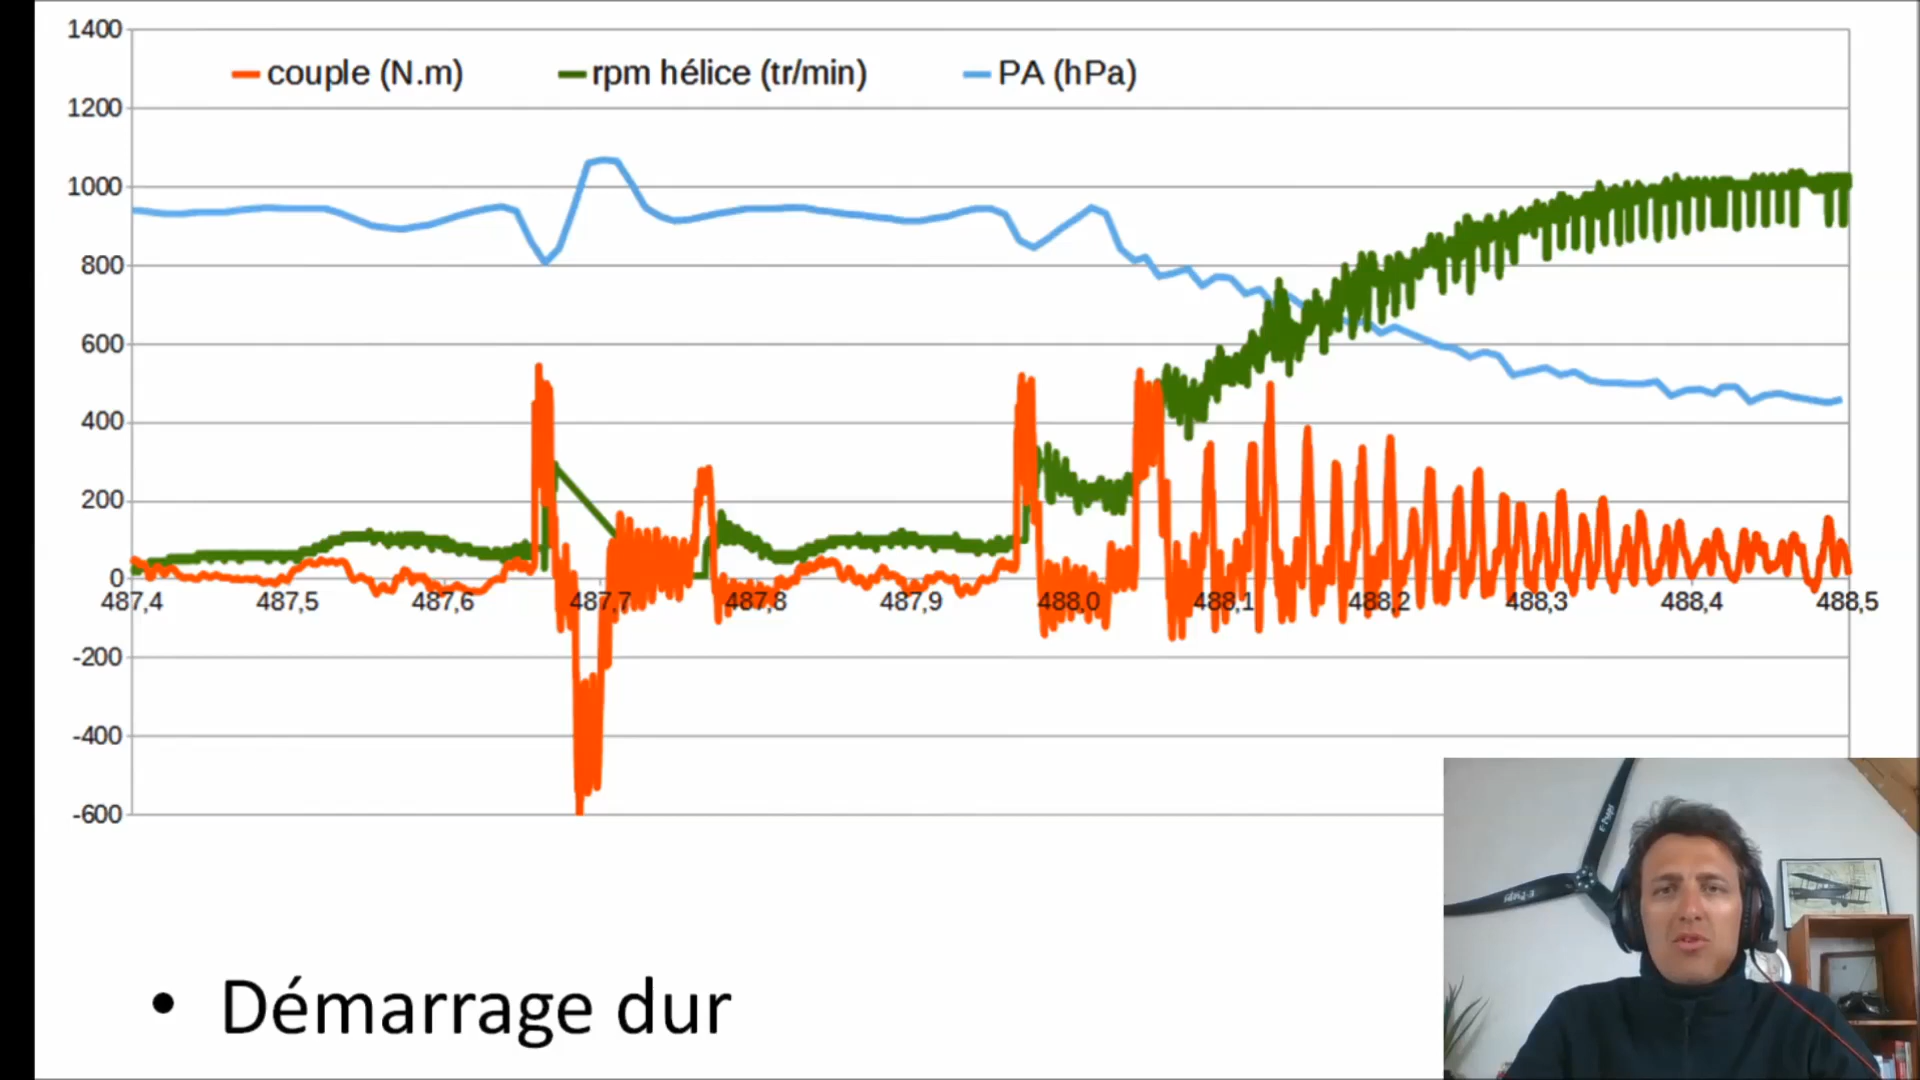 1400
couple (N.m) rpm hélice (tr/min) PA (hPa)
1200
1000
800
600
400
200
0
487,4 487,5 487,6 487,7 487,8 487,9 488,0 488,1 488,2 488,3 488,4 488,5
-200
-400
-600
E-Props
E-Props
• Démarrage dur